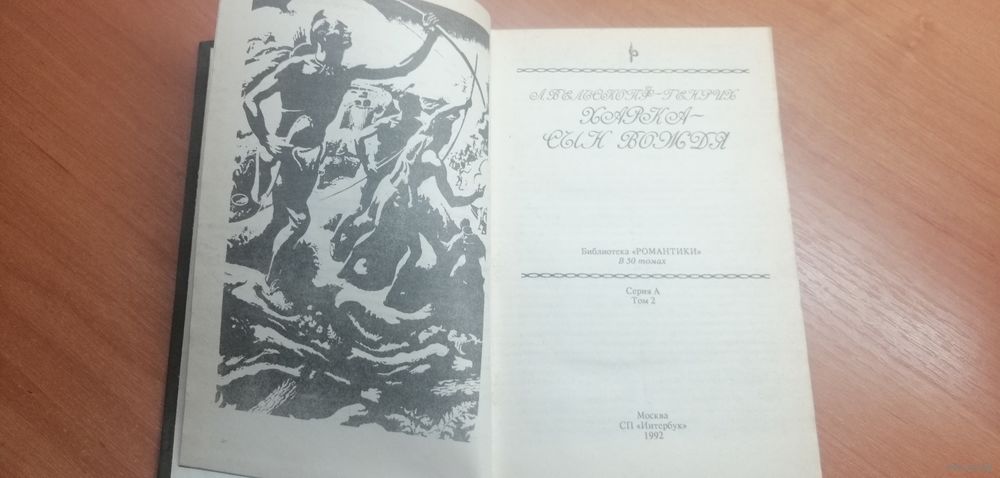 Л. ВЕЛЬСКОПФ-ГЕНРИХ
ХАРКА —
СЫН ВОЖДЯ
Библиотека «РОМАНТИКИ»
В 50 томах
Серия А
Том 2
Москва
СП «Интербук»
1992